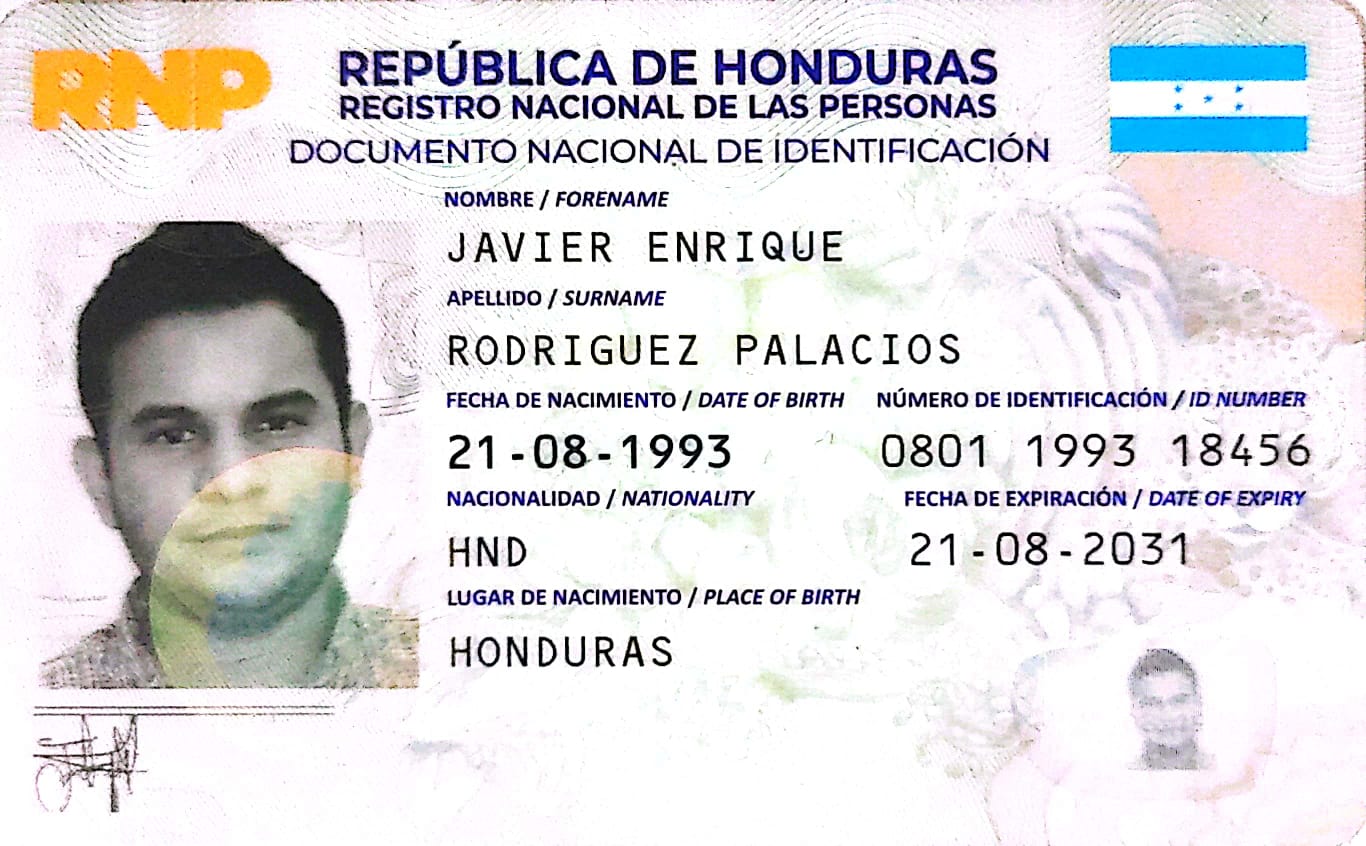 RNP
REPÚBLICA DE HONDURAS
REGISTRO NACIONAL DE LAS PERSONAS
DOCUMENTO NACIONAL DE IDENTIFICACIÓN
NOMBRE / FORENAME
JAVIER ENRIQUE
APELLIDO / SURNAME
RODRIGUEZ PALACIOS
FECHA DE NACIMIENTO / DATE OF BIRTH NÚMERO DE IDENTIFICACIÓN / ID NUMBER
21-08-1993 0801 1993 18456
NACIONALIDAD / NATIONALITY FECHA DE EXPIRACIÓN / DATE OF EXPIRY
HND 21-08-2031
LUGAR DE NACIMIENTO / PLACE OF BIRTH
HONDURAS